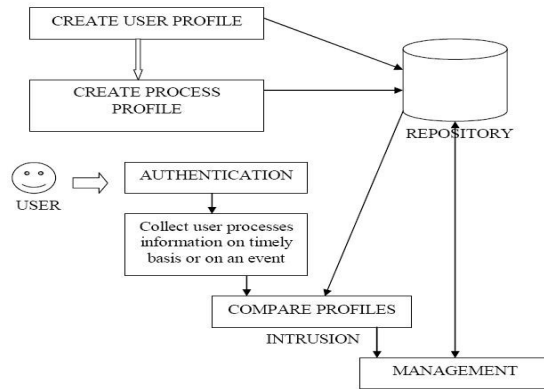 CREATE USER PROFILE
CREATE PROCESS
PROFILE
REPOSITORY
USER
AUTHENTICATION
Collect user processes
information on timely
basis or on an event
COMPARE PROFILES
INTRUSION
MANAGEMENT